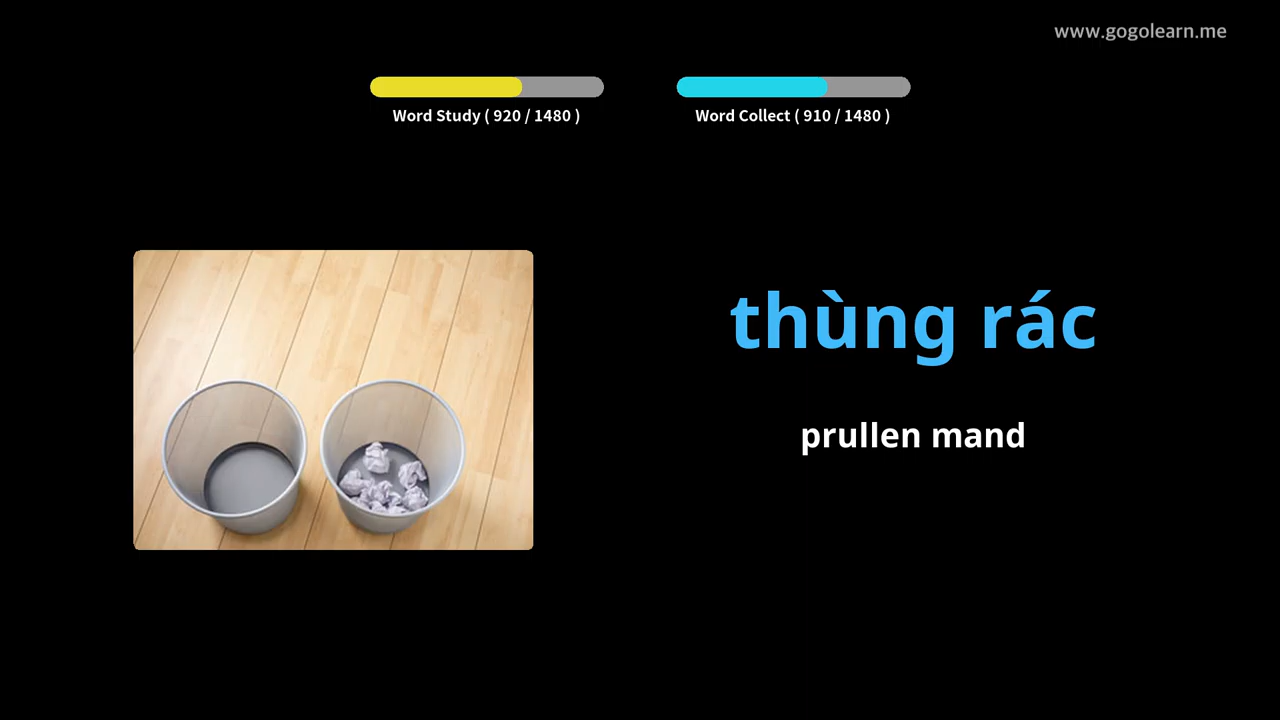 www.gogolearn.me
Word Study ( 920 / 1480 )
Word Collect ( 910 / 1480 )
thùng rác
prullen mand